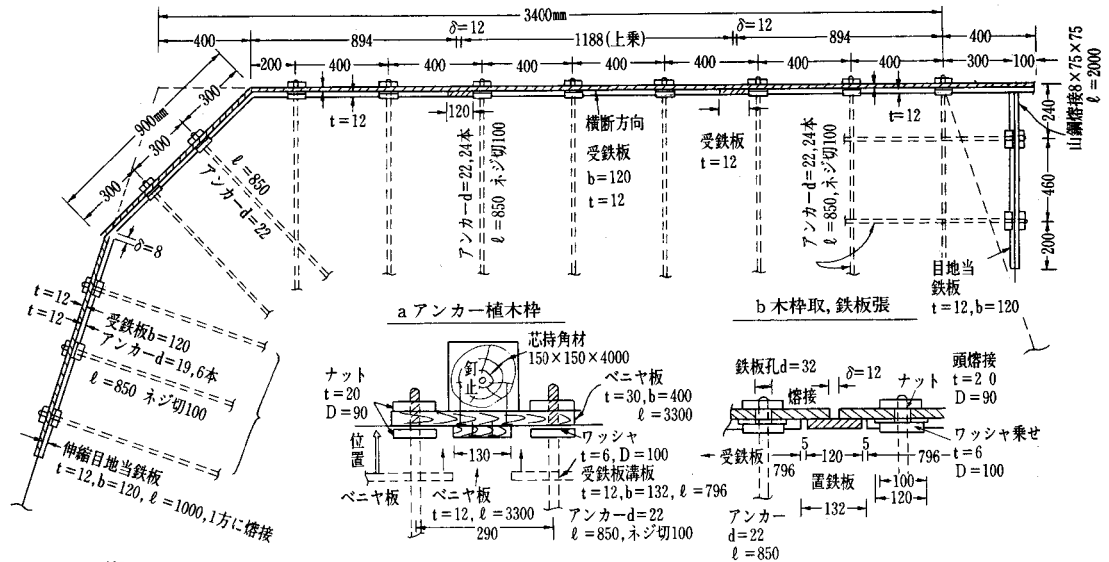 3400mm
400
894
δ=12
1188(上乗)
δ=12
894
400
200
400
400
400
400
400
400
400
300
100
山鋼熔接8×75×75
ℓ=2000
240
460
200
900mm
300
300
300
ℓ=850
アンカーd=22
δ=8
t=12
120
アンカーd=22,24本
ℓ=850 ネジ切100
横断方向
受鉄板
b=120
t=12
受鉄板
t=12
アンカーd=22,24本
ℓ=850,ネジ切100
t=12
目地当
鉄板
t=12,b=120
t=12
t=12
受鉄板b=120
アンカーd=19,6本
ℓ=850 ネジ切100
伸縮目地当鉄板
t=12,b=120,ℓ=1000,1方に熔接
aアンカー植木枠
芯持角材
150×150×4000
釘止
ナット
t=20
D=90
ベニヤ板
t=30,b=400
ℓ=3300
位置
130
ワッシャ
t=6,D=100
受鉄板溝板
t=12,b=132,ℓ=796
ベニヤ板
ベニヤ板
t=12,ℓ=3300
アンカーd=22
ℓ=850,ネジ切100
290
b木枠取,鉄板張
鉄板孔d=32
δ=12
熔接
ナット
頭熔接
t=20
D=90
ワッシャ乗せ
t=6
D=100
受鉄板
5
5
796
120
796
置鉄板
100
120
132
アンカー
d=22
ℓ=850